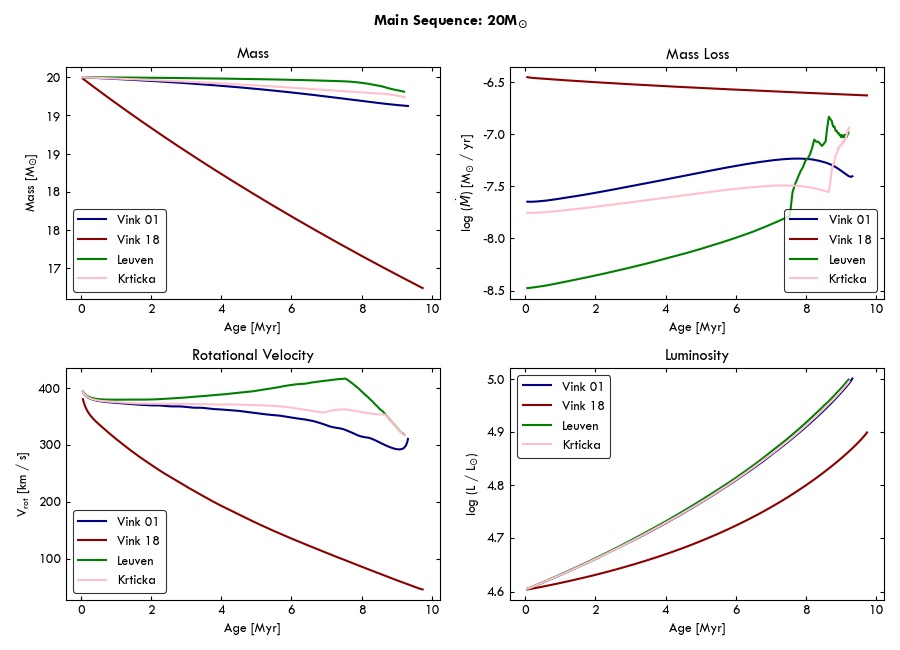 Main Sequence: 20M☉
Mass
Mass [M☉]
20
19
19
18
18
17
0 2 4 6 8 10
Age [Myr]
Vink 01
Vink 18
Leuven
Krticka
Mass Loss
log (Ṁ) [M☉ / yr]
-6.5
-7.0
-7.5
-8.0
-8.5
0 2 4 6 8 10
Age [Myr]
Vink 01
Vink 18
Leuven
Krticka
Rotational Velocity
V_rot [km / s]
400
300
200
100
0 2 4 6 8 10
Age [Myr]
Vink 01
Vink 18
Leuven
Krticka
Luminosity
log (L / L☉)
5.0
4.9
4.8
4.7
4.6
0 2 4 6 8 10
Age [Myr]
Vink 01
Vink 18
Leuven
Krticka